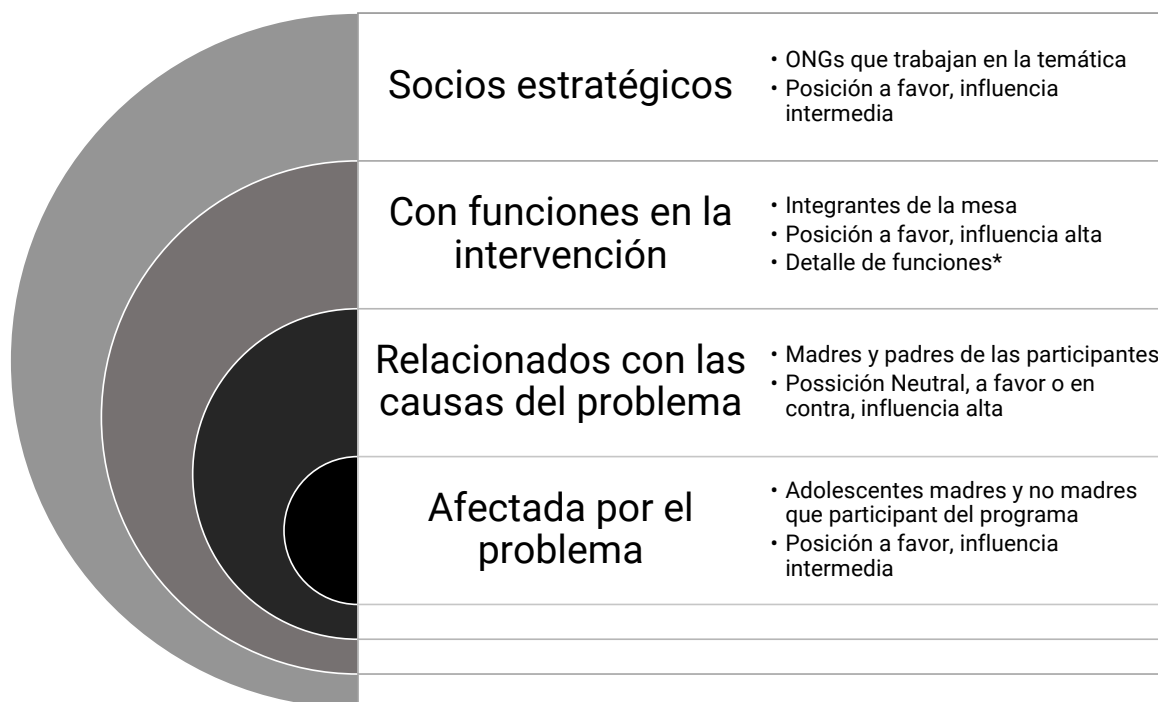 Socios estratégicos
• ONGs que trabajan en la temática
• Posición a favor, influencia
intermedia
Con funciones en la
intervención
• Integrantes de la mesa
• Posición a favor, influencia alta
• Detalle de funciones*
Relacionados con las
causas del problema
• Madres y padres de las participantes
• Possición Neutral, a favor o en
contra, influencia alta
Afectada por el
problema
• Adolescentes madres y no madres
que participant del programa
• Posición a favor, influencia
intermedia